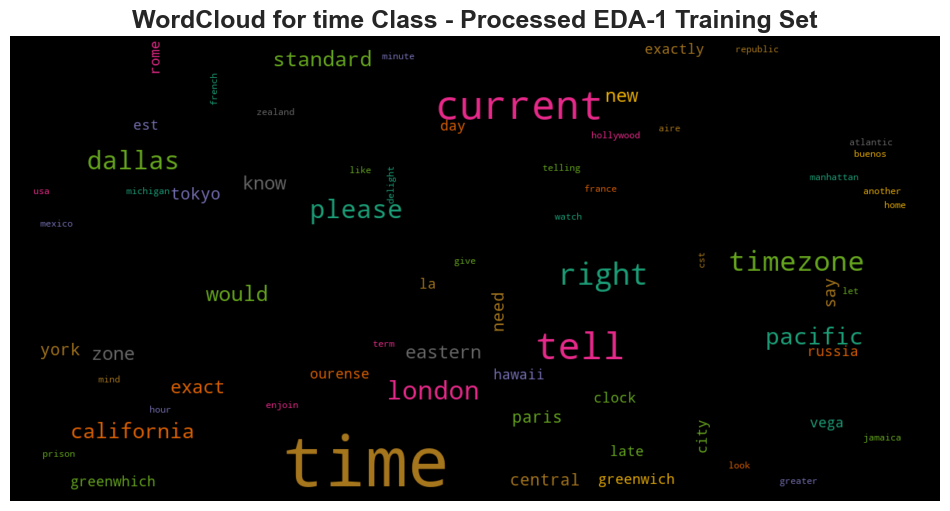 WordCloud for time Class - Processed EDA-1 Training Set
rome
standard
minute
exactly
republic
french
current
new
zealand
est
day
hollywood
aire
atlantic
buenos
dallas
like
telling
know
delight
usa
michigan
tokyo
france
manhattan
another
home
please
watch
mexico
give
right
cst
timezone
would
la
need
say
let
york
zone
term
eastern
tell
pacific
russia
mind
exact
ourense
hawaii
london
hour
enjoin
clock
paris
vega
california
city
jamaica
prison
time
late
look
greenwhich
central
greenwich
greater